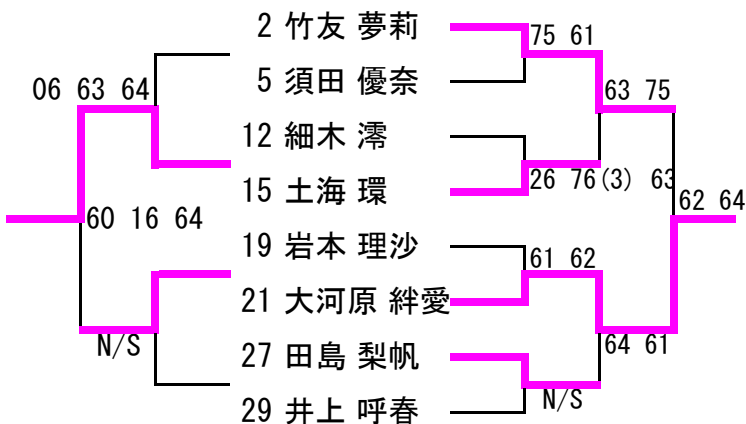 2 竹友 夢莉
75 61
5 須田 優奈
06 63 64
63 75
12 細木 澪
15 土海 環
26 76(3) 63
62 64
60 16 64
19 岩本 理沙
61 62
21 大河原 絆愛
N/S
64 61
27 田島 梨帆
N/S
29 井上 呼春